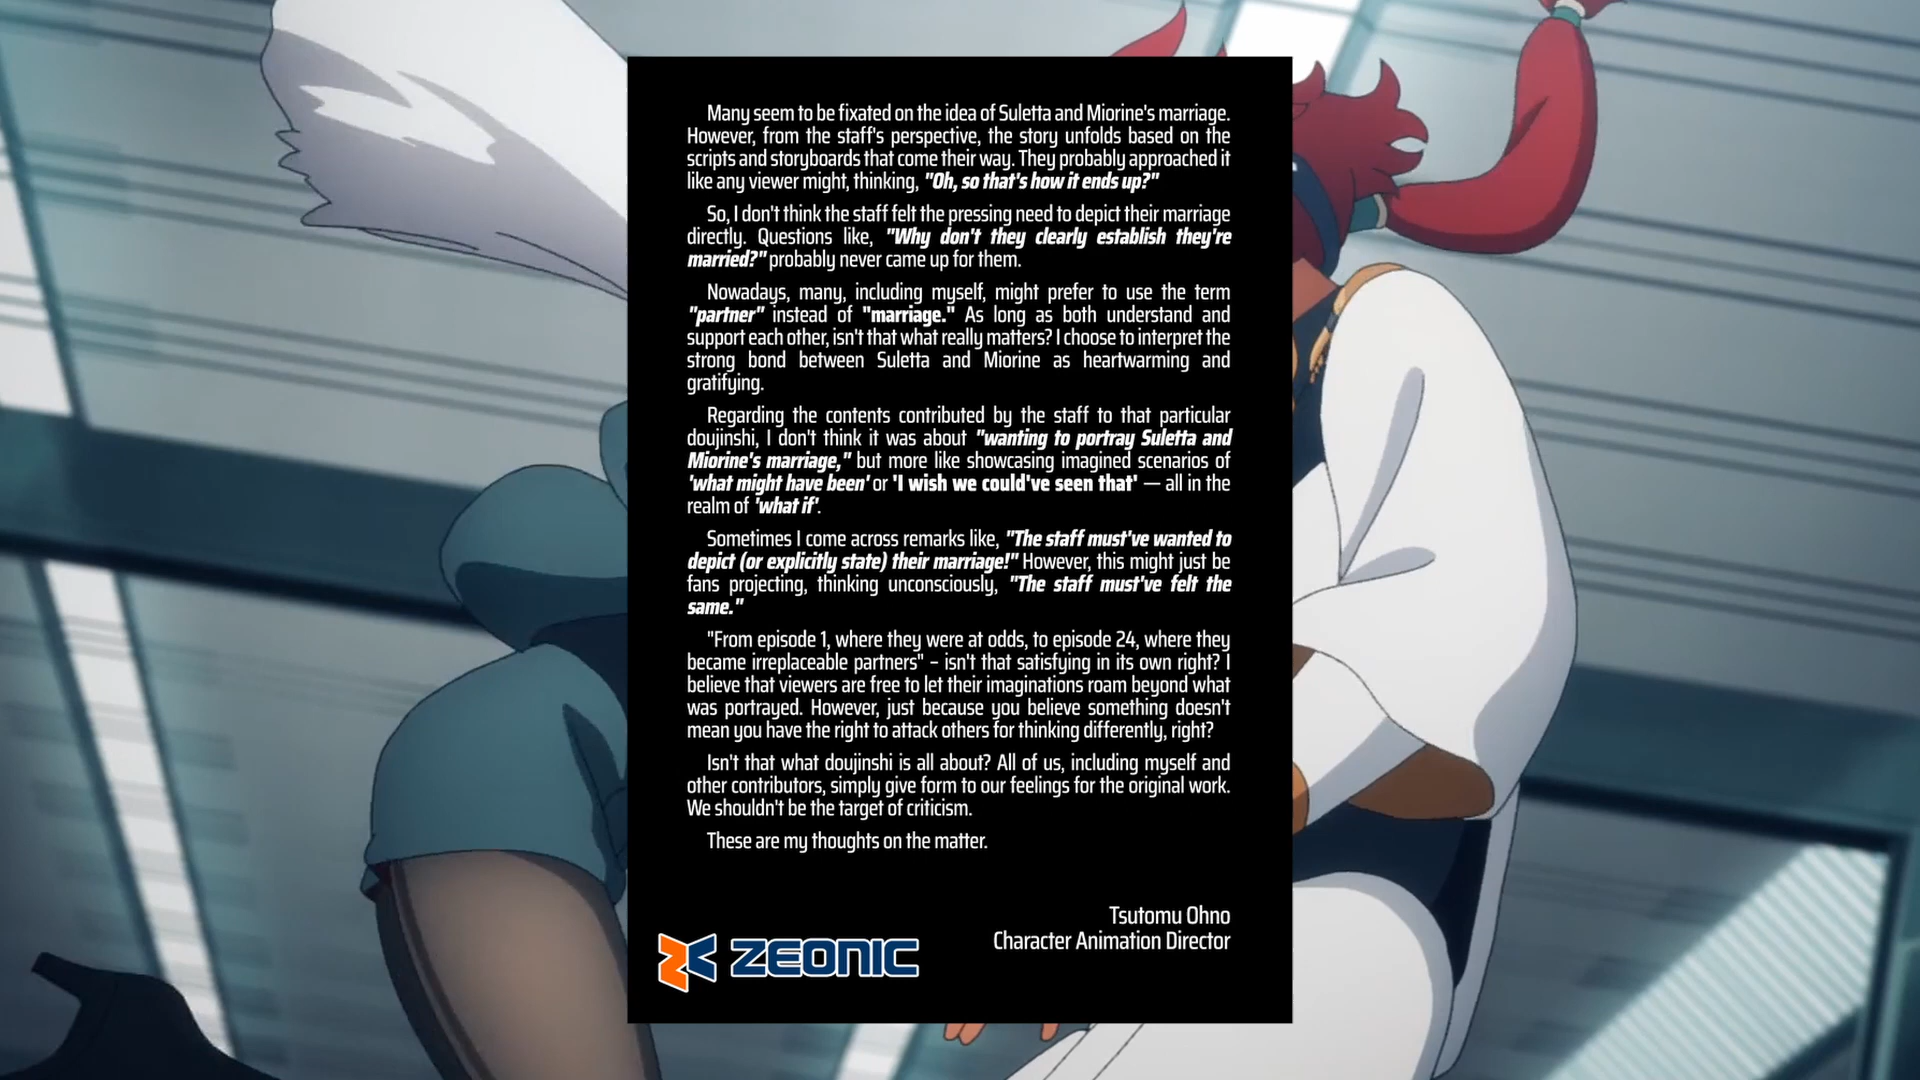 Many seem to be fixated on the idea of Suletta and Miorine's marriage.
However, from the staff's perspective, the story unfolds based on the
scripts and storyboards that come their way. They probably approached it
like any viewer might, thinking, "Oh, so that's how it ends up?"
So, I don't think the staff felt the pressing need to depict their marriage
directly. Questions like, "Why don't they clearly establish they're
married?" probably never came up for them.
Nowadays, many, including myself, might prefer to use the term
"partner" instead of "marriage." As long as both understand and
support each other, isn't that what really matters? I choose to interpret the
strong bond between Suletta and Miorine as heartwarming and
gratifying.
Regarding the contents contributed by the staff to that particular
doujinshi, I don't think it was about "wanting to portray Suletta and
Miorine's marriage," but more like showcasing imagined scenarios of
'what might have been' or 'I wish we could've seen that' — all in the
realm of 'what if'.
Sometimes I come across remarks like, "The staff must've wanted to
depict (or explicitly state) their marriage!" However, this might just be
fans projecting, thinking unconsciously, "The staff must've felt the
same."
"From episode 1, where they were at odds, to episode 24, where they
became irreplaceable partners" – isn't that satisfying in its own right? I
believe that viewers are free to let their imaginations roam beyond what
was portrayed. However, just because you believe something doesn't
mean you have the right to attack others for thinking differently, right?
Isn't that what doujinshi is all about? All of us, including myself and
other contributors, simply give form to our feelings for the original work.
We shouldn't be the target of criticism.
These are my thoughts on the matter.
Tsutomu Ohno
Character Animation Director
ZEONIC